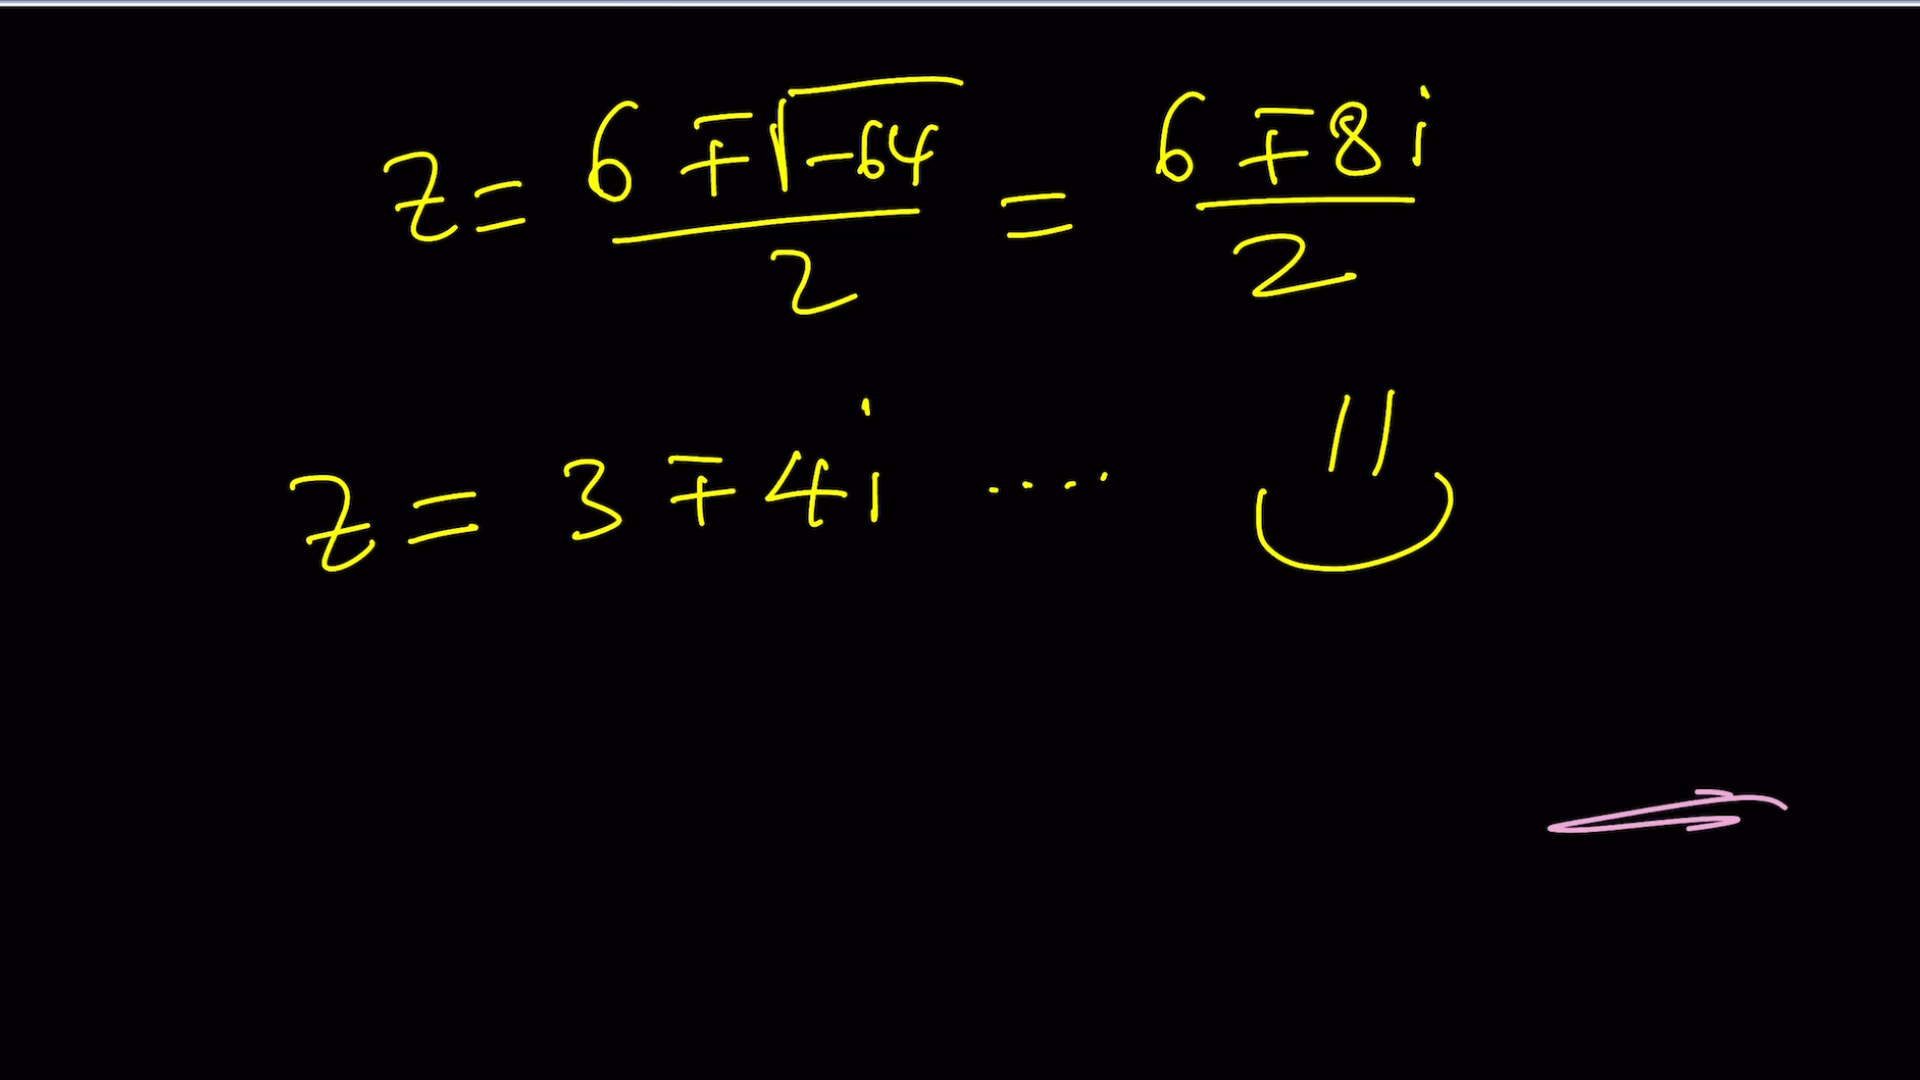 z = (6 ∓ √-64) / 2 = (6 ∓ 8i) / 2
z = 3 ∓ 4i ....